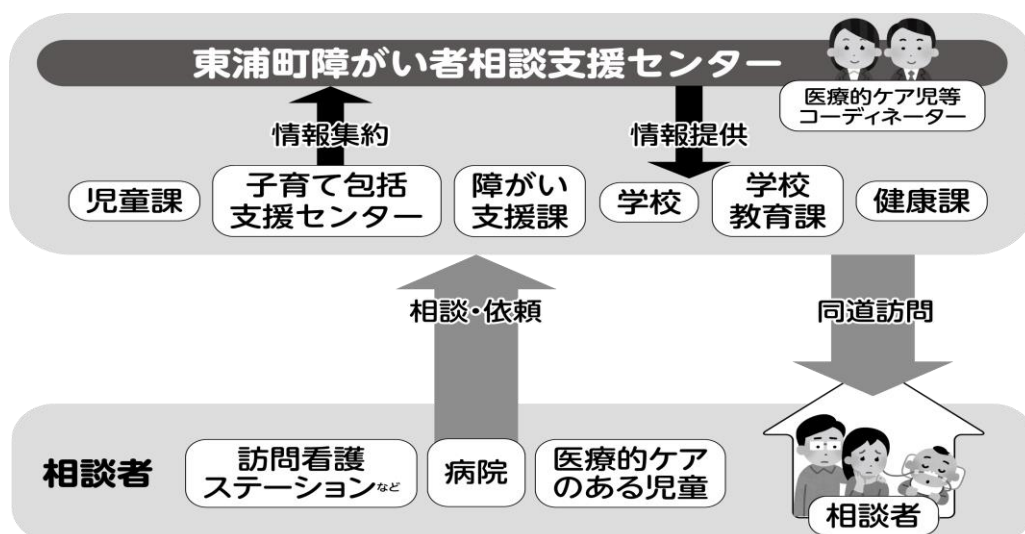 東浦町障がい者相談支援センター
医療的ケア児等
コーディネーター
情報集約
情報提供
児童課
子育て包括
支援センター
障がい
支援課
学校
学校
教育課
健康課
相談・依頼
同道訪問
相談者
訪問看護
ステーションなど
病院
医療的ケア
のある児童
相談者